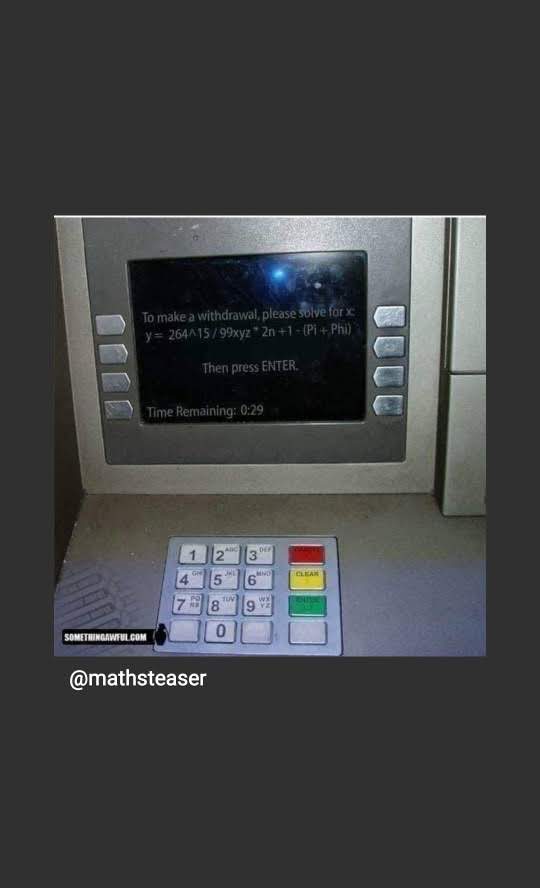 To make a withdrawal, please solve for x:
y = 264^15 / 99xyz * 2n +1 - (Pi + Phi)
Then press ENTER.
Time Remaining: 0:29
1 2 ABC 3 DEF
4 GHI 5 JKL 6 MNO CLEAR
7 PQ RS 8 TUV 9 WX YZ ENTER
0
SOMETHINGAWFUL.COM
@mathsteaser